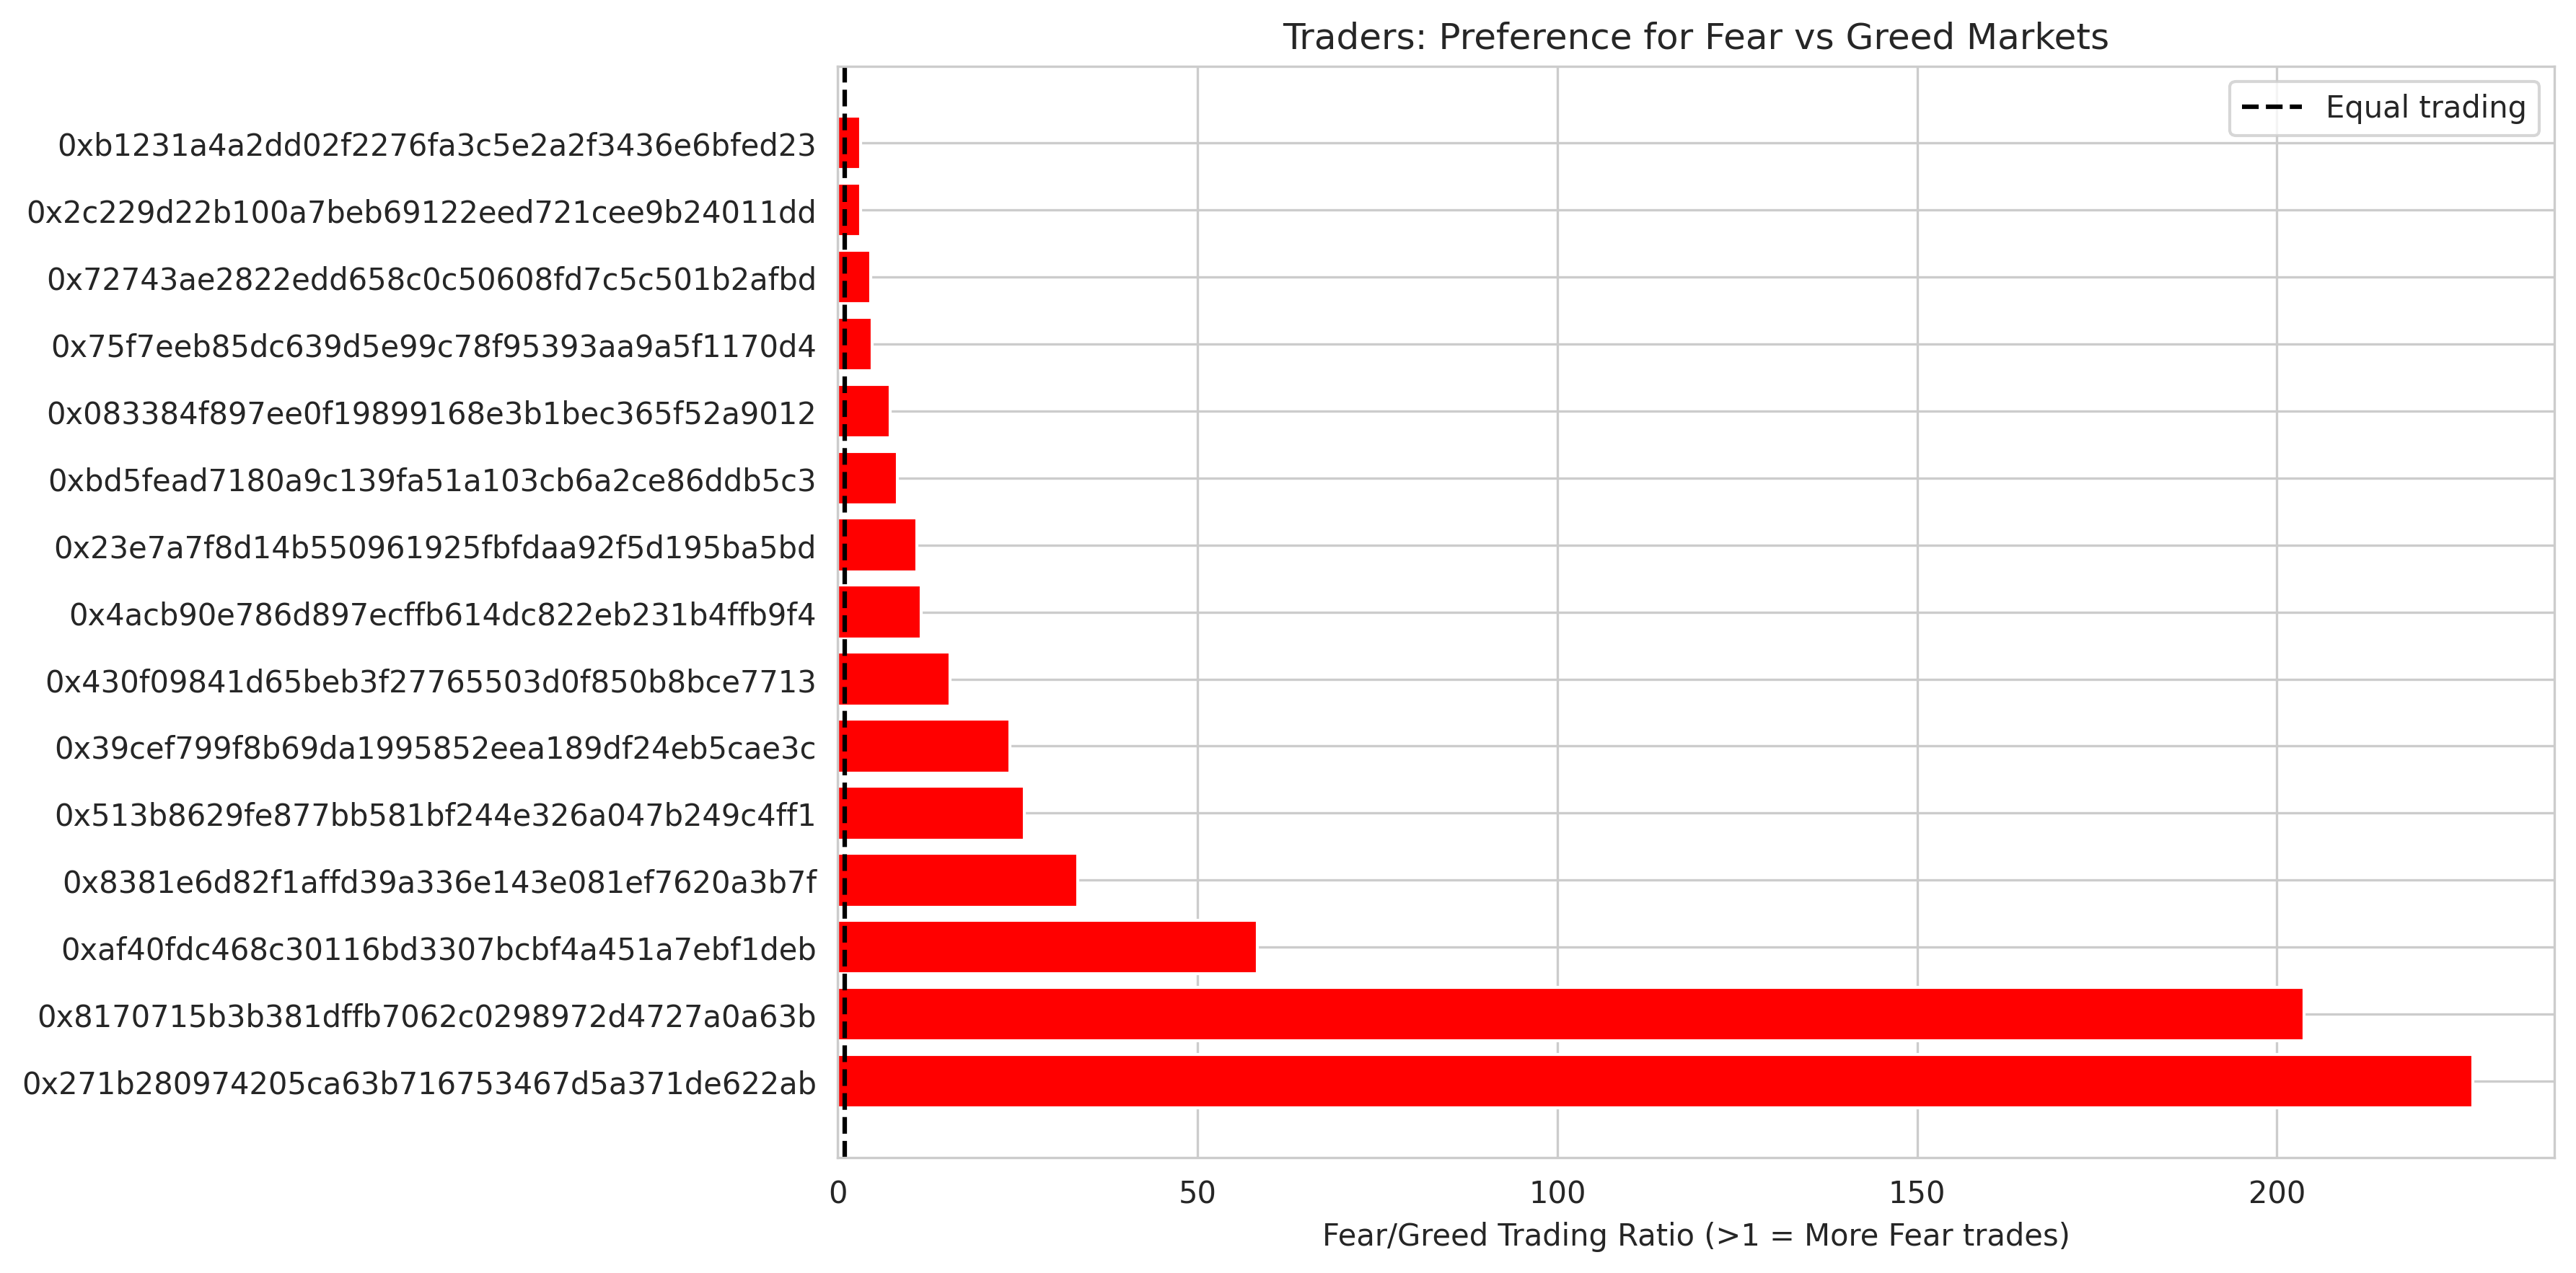 Traders: Preference for Fear vs Greed Markets
Equal trading
0xb1231a4a2dd02f2276fa3c5e2a2f3436e6bfed23
0x2c229d22b100a7beb69122eed721cee9b24011dd
0x72743ae2822edd658c0c50608fd7c5c501b2afbd
0x75f7eeb85dc639d5e99c78f95393aa9a5f1170d4
0x083384f897ee0f19899168e3b1bec365f52a9012
0xbd5fead7180a9c139fa51a103cb6a2ce86ddb5c3
0x23e7a7f8d14b550961925fbfdaa92f5d195ba5bd
0x4acb90e786d897ecffb614dc822eb231b4ffb9f4
0x430f09841d65beb3f27765503d0f850b8bce7713
0x39cef799f8b69da1995852eea189df24eb5cae3c
0x513b8629fe877bb581bf244e326a047b249c4ff1
0x8381e6d82f1affd39a336e143e081ef7620a3b7f
0xaf40fdc468c30116bd3307bcbf4a451a7ebf1deb
0x8170715b3b381dffb7062c0298972d4727a0a63b
0x271b280974205ca63b716753467d5a371de622ab
0 50 100 150 200
Fear/Greed Trading Ratio (>1 = More Fear trades)